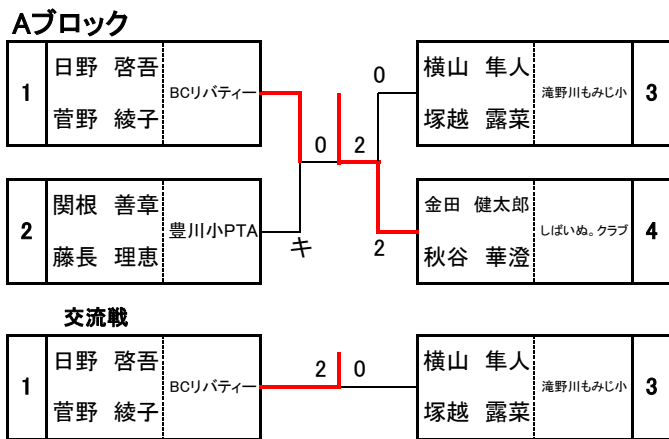 Aブロック
1
日野 啓吾
菅野 綾子
BCリバティー
0
横山 隼人
塚越 露菜
滝野川もみじ小
3
0 2
2
関根 善章
藤長 理恵
豊川小PTA
キ
2
金田 健太郎
秋谷 華澄
しばいぬ。クラブ
4
交流戦
1
日野 啓吾
菅野 綾子
BCリバティー
2 0
横山 隼人
塚越 露菜
滝野川もみじ小
3